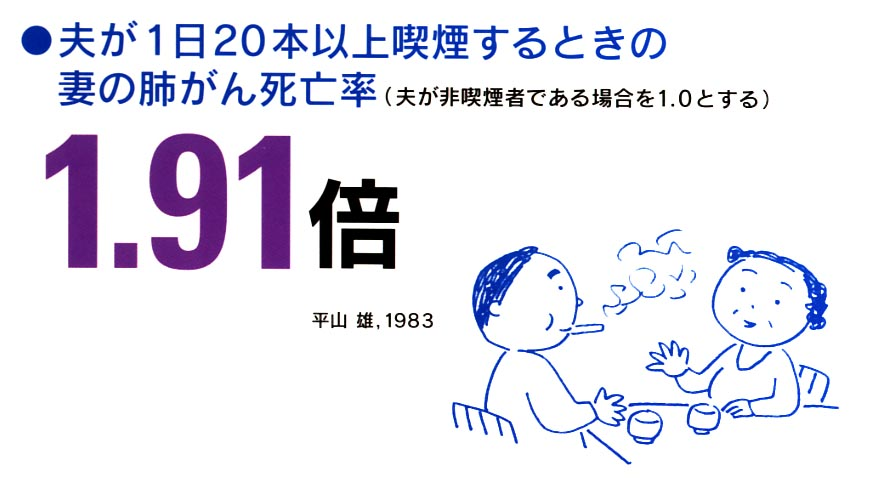 ●夫が1日20本以上喫煙するときの
妻の肺がん死亡率(夫が非喫煙者である場合を1.0とする)
1.91倍
平山 雄,1983